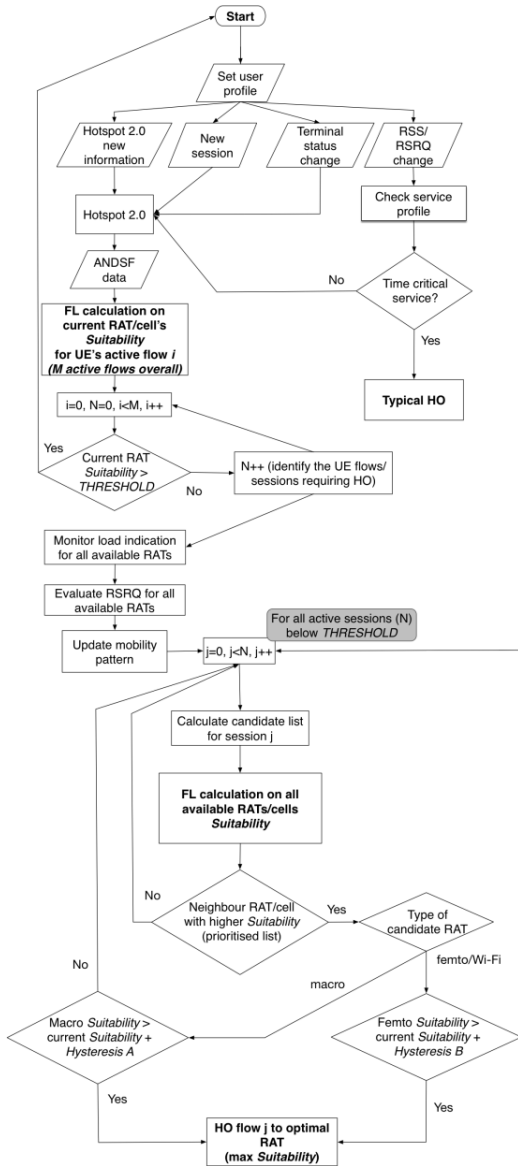 Start
Set user
profile
Hotspot 2.0
new
information
New
session
Terminal
status
change
RSS/
RSRQ
change
Hotspot 2.0
Check service
profile
ANDSF
data
No
Time critical
service?
Yes
FL calculation on
current RAT/cell's
Suitability
for UE's active flow i
(M active flows overall)
Typical HO
i=0, N=0, i<M, i++
Yes
Current RAT
Suitability >
THRESHOLD
No
N++ (identify the UE flows/
sessions requiring HO)
Monitor load indication
for all available RATs
Evaluate RSRQ for all
available RATs
For all active sessions (N)
below THRESHOLD
Update mobility
pattern
j=0, j<N, j++
Calculate candidate list
for session j
FL calculation on all
available RATs/cells
Suitability
No
Neighbour RAT/cell
with higher Suitability
(prioritised list)
Yes
Type of
candidate RAT
femto/Wi-Fi
No
macro
Macro Suitability >
current Suitability +
Hysteresis A
Femto Suitability >
current Suitability +
Hysteresis B
Yes
Yes
HO flow j to optimal
RAT
(max Suitability)